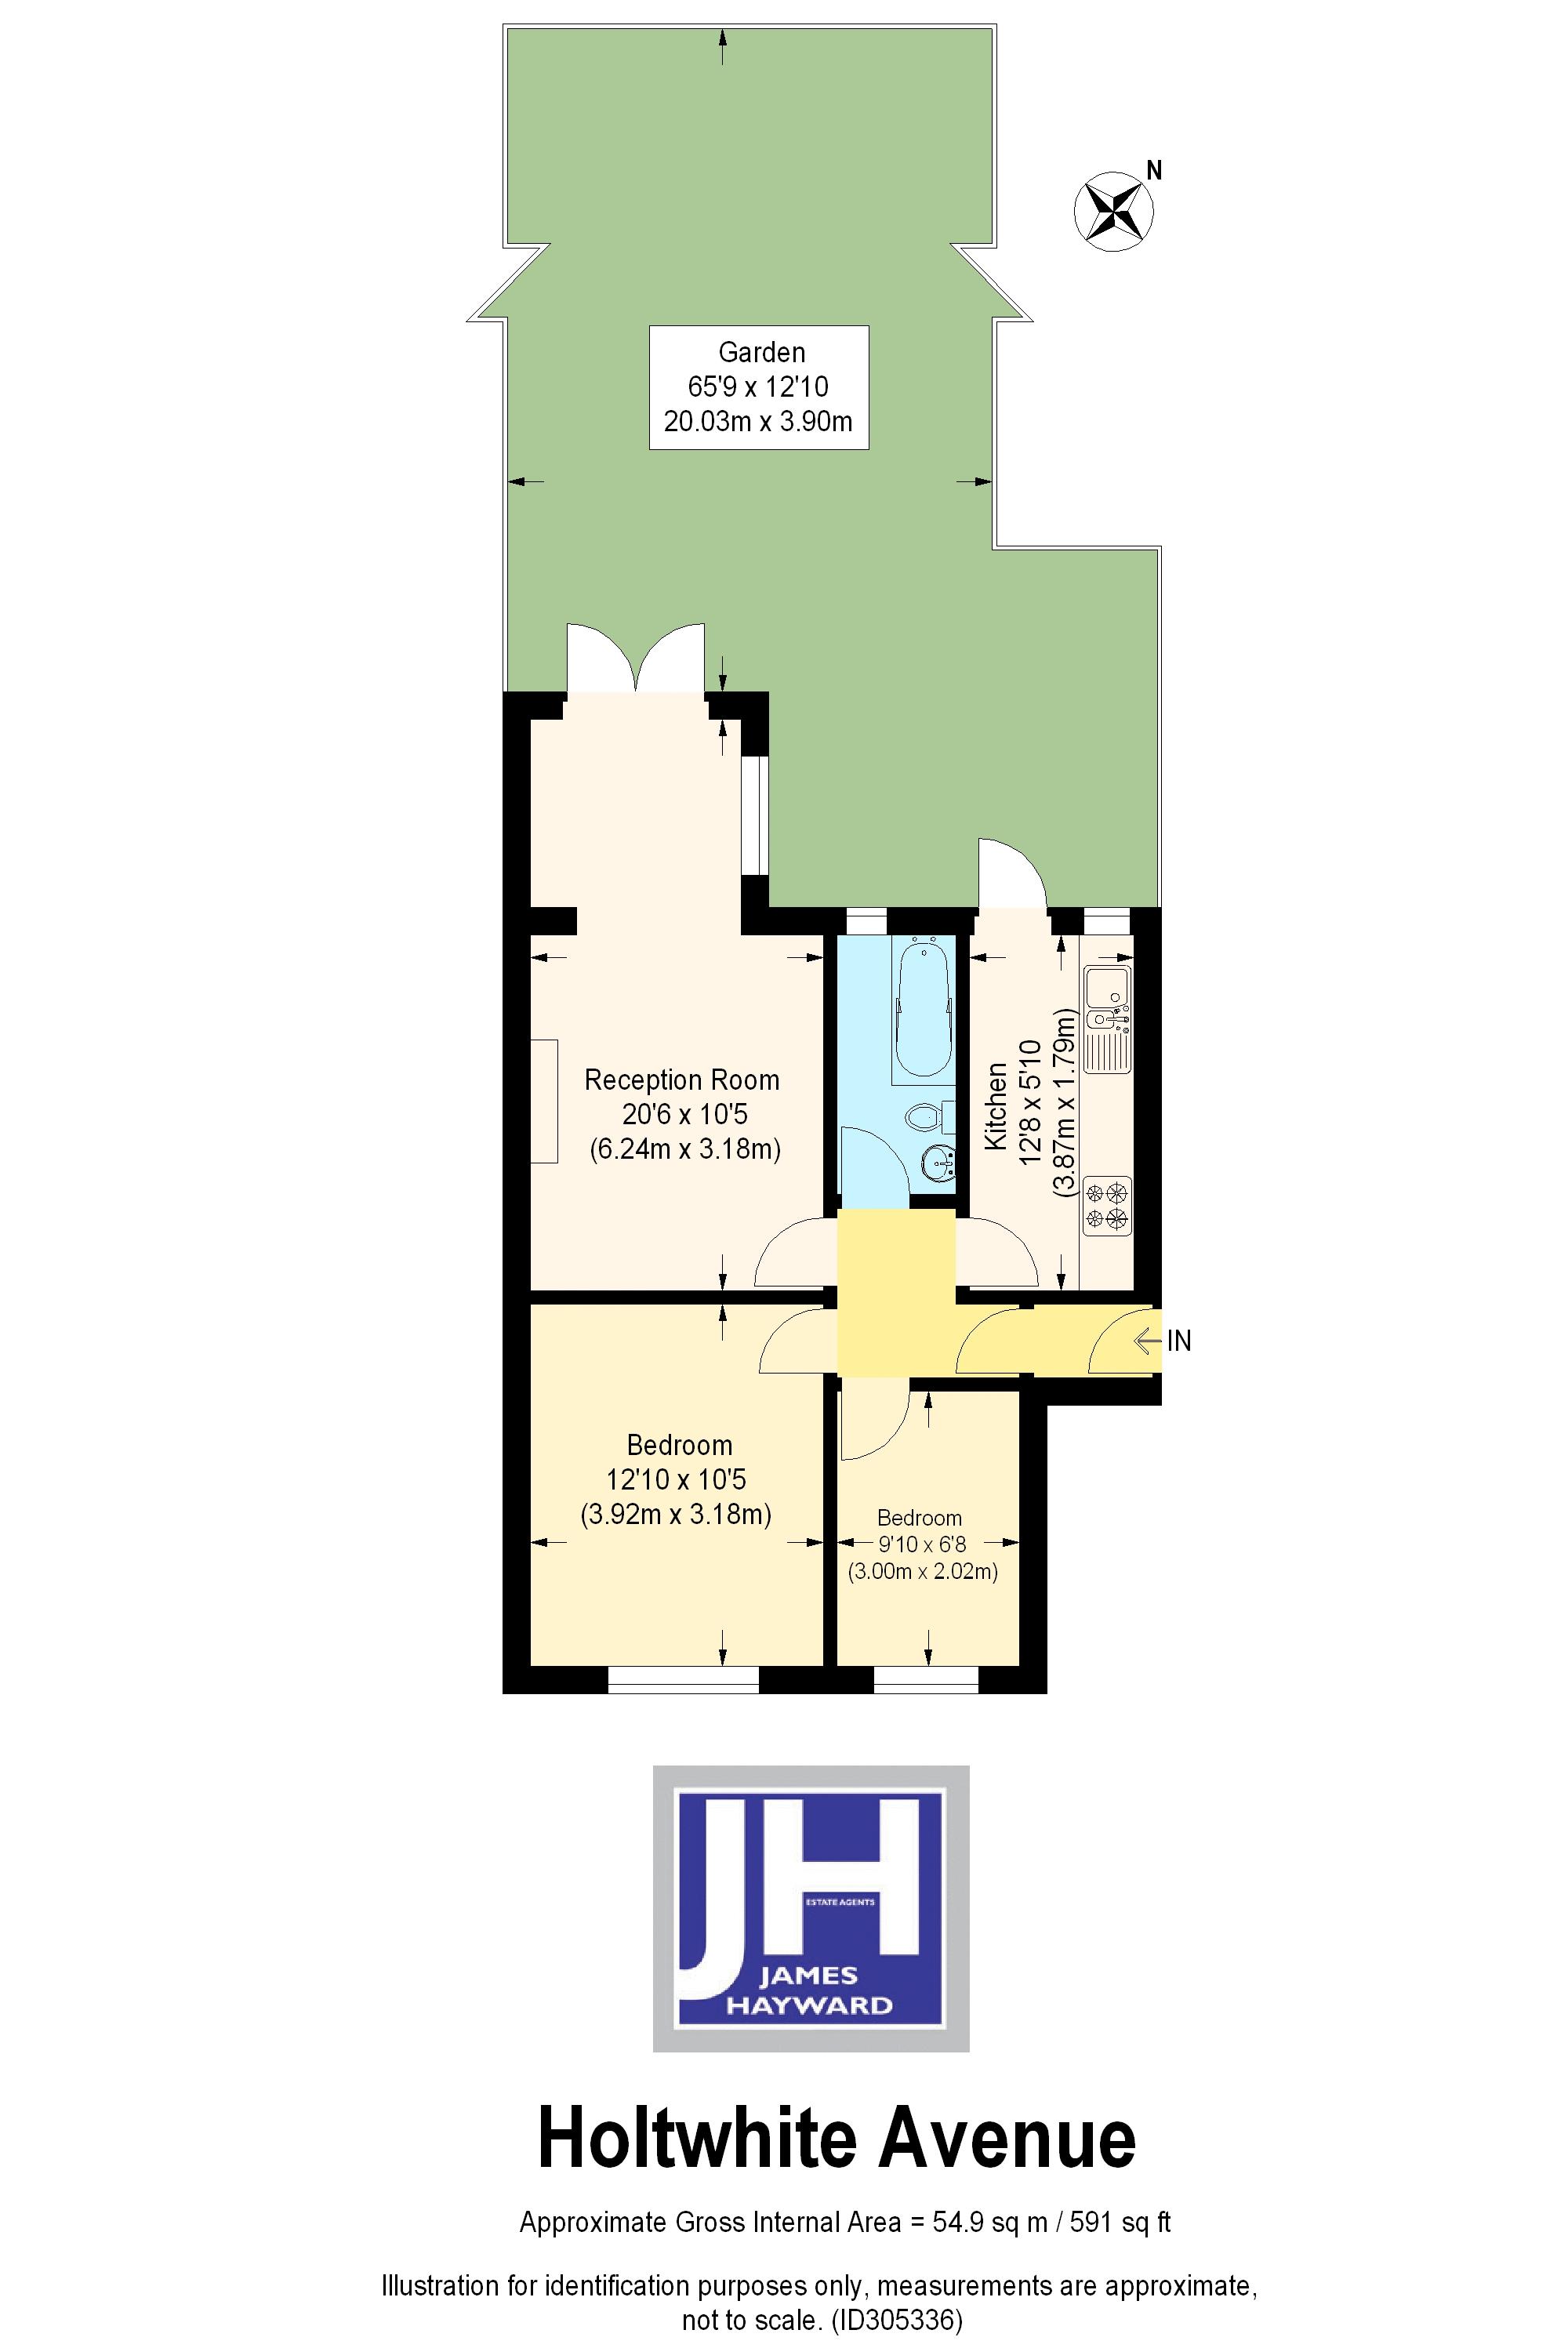 N
Garden
65'9 x 12'10
20.03m x 3.90m
Reception Room
20'6 x 10'5
(6.24m x 3.18m)
Kitchen
12'8 x 5'10
(3.87m x 1.79m)
IN
Bedroom
12'10 x 10'5
(3.92m x 3.18m)
Bedroom
9'10 x 6'8
(3.00m x 2.02m)
JH
ESTATE AGENTS
JAMES
HAYWARD
Holtwhite Avenue
Approximate Gross Internal Area = 54.9 sq m / 591 sq ft
Illustration for identification purposes only, measurements are approximate,
not to scale. (ID305336)